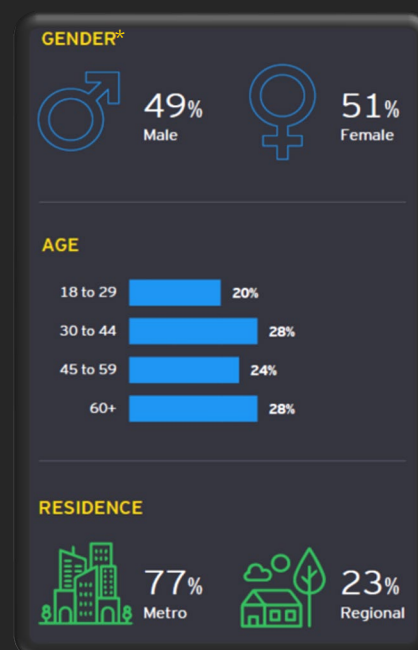 GENDER*
49% 51%
Male Female
AGE
18 to 29 20%
30 to 44 28%
45 to 59 24%
60+ 28%
RESIDENCE
77% 23%
Metro Regional